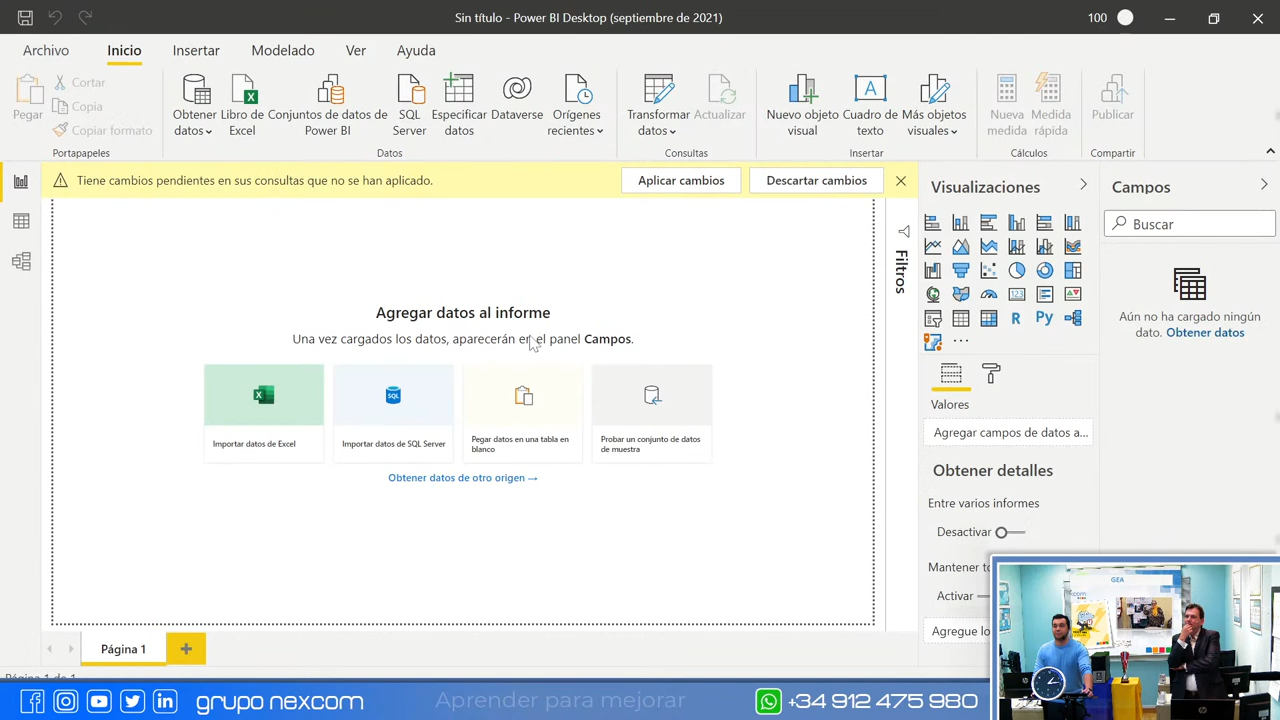 Sin título - Power BI Desktop (septiembre de 2021)
100
Archivo
Inicio
Insertar
Modelado
Ver
Ayuda
Pegar
Cortar
Copia
Copiar formato
Portapapeles
Obtener
datos
Libro de
Excel
Conjuntos de datos de
Power BI
SQL
Server
Especificar
datos
Dataverse
Orígenes
recientes
Datos
Transformar
datos
Actualizar
Consultas
Nuevo objeto
visual
A
Cuadro de
texto
Más objetos
visuales
Insertar
Nueva
medida
Medida
rápida
Cálculos
Publicar
Compartir
Tiene cambios pendientes en sus consultas que no se han aplicado.
Aplicar cambios
Descartar cambios
Filtros
Agregar datos al informe
Una vez cargados los datos, aparecerán en el panel Campos.
SQL
Importar datos de Excel
Importar datos de SQL Server
Pegar datos en una tabla en
blanco
Probar un conjunto de datos
de muestra
Obtener datos de otro origen →
Visualizaciones
123
R
Py
Valores
Agregar campos de datos a...
Obtener detalles
Entre varios informes
Desactivar
Mantener to
Activar
Agregue lo
Campos
Buscar
Aún no ha cargado ningún
dato. Obtener datos
Página 1
Página 1 de 1
GEA
grupo nexcom
Aprender para mejorar
+34 912 475 980